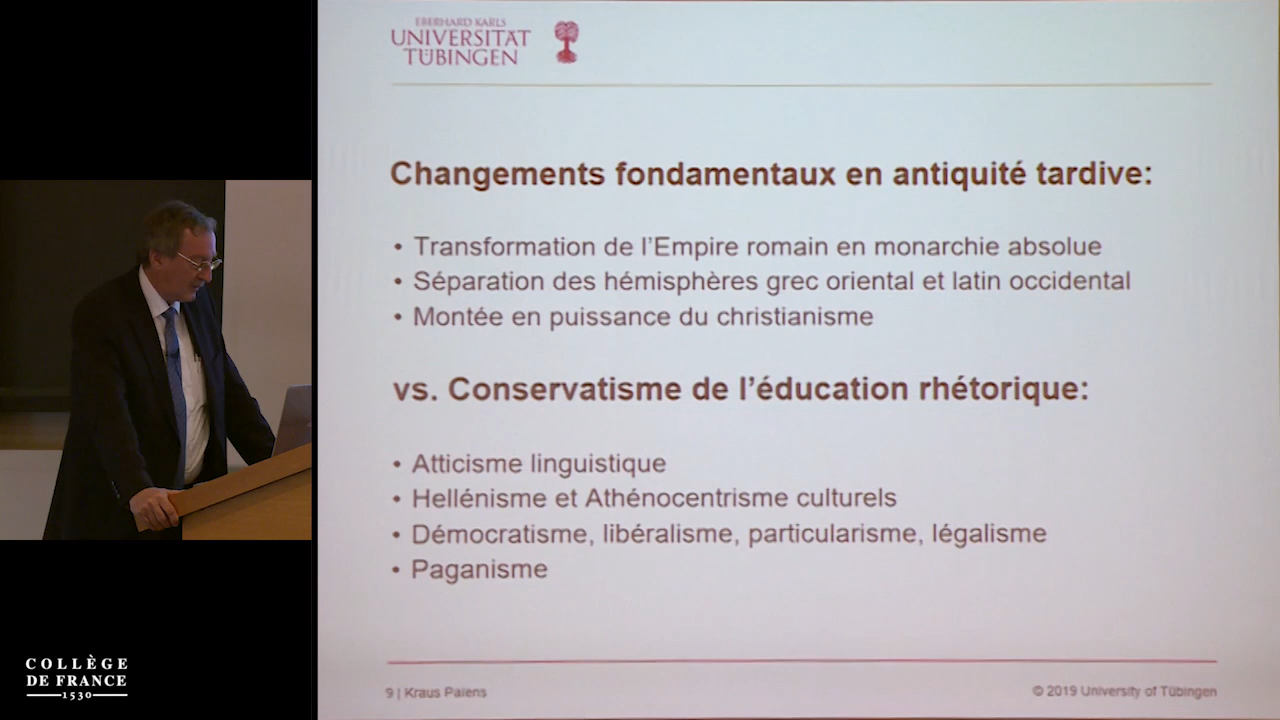 EBERHARD KARLS
UNIVERSITÄT
TÜBINGEN
Changements fondamentaux en antiquité tardive:
• Transformation de l'Empire romain en monarchie absolue
• Séparation des hémisphères grec oriental et latin occidental
• Montée en puissance du christianisme
vs. Conservatisme de l'éducation rhétorique:
• Atticisme linguistique
• Hellénisme et Athénocentrisme culturels
• Démocratisme, libéralisme, particularisme, légalisme
• Paganisme
9 | Kraus Paiens
© 2019 University of Tübingen
COLLÈGE
DE FRANCE
1530